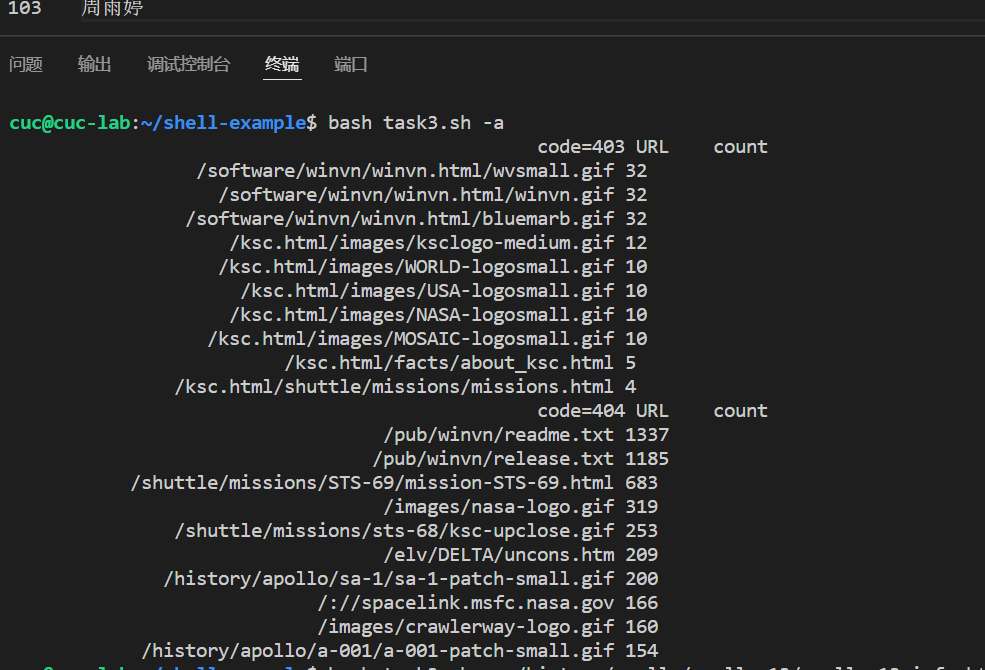 103 周雨婷
问题 输出 调试控制台 终端 端口
cuc@cuc-lab:~/shell-example$ bash task3.sh -a
code=403 URL count
/software/winvn/winvn.html/wvsmall.gif 32
/software/winvn/winvn.html/winvn.gif 32
/software/winvn/winvn.html/bluemarb.gif 32
/ksc.html/images/ksclogo-medium.gif 12
/ksc.html/images/WORLD-logosmall.gif 10
/ksc.html/images/USA-logosmall.gif 10
/ksc.html/images/NASA-logosmall.gif 10
/ksc.html/images/MOSAIC-logosmall.gif 10
/ksc.html/facts/about_ksc.html 5
/ksc.html/shuttle/missions/missions.html 4
code=404 URL count
/pub/winvn/readme.txt 1337
/pub/winvn/release.txt 1185
/shuttle/missions/STS-69/mission-STS-69.html 683
/images/nasa-logo.gif 319
/shuttle/missions/sts-68/ksc-upclose.gif 253
/elv/DELTA/uncons.htm 209
/history/apollo/sa-1/sa-1-patch-small.gif 200
/://spacelink.msfc.nasa.gov 166
/images/crawlerway-logo.gif 160
/history/apollo/a-001/a-001-patch-small.gif 154